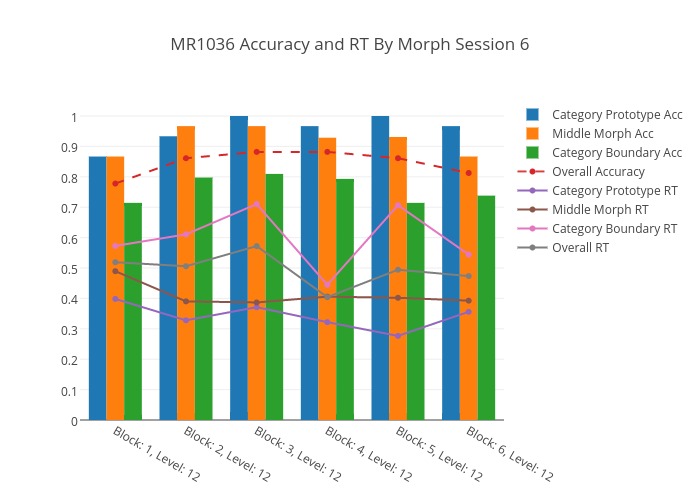 MR1036 Accuracy and RT By Morph Session 6
1
0.9
0.8
0.7
0.6
0.5
0.4
0.3
0.2
0.1
0
Block: 1, Level: 12
Block: 2, Level: 12
Block: 3, Level: 12
Block: 4, Level: 12
Block: 5, Level: 12
Block: 6, Level: 12
Category Prototype Acc
Middle Morph Acc
Category Boundary Acc
Overall Accuracy
Category Prototype RT
Middle Morph RT
Category Boundary RT
Overall RT